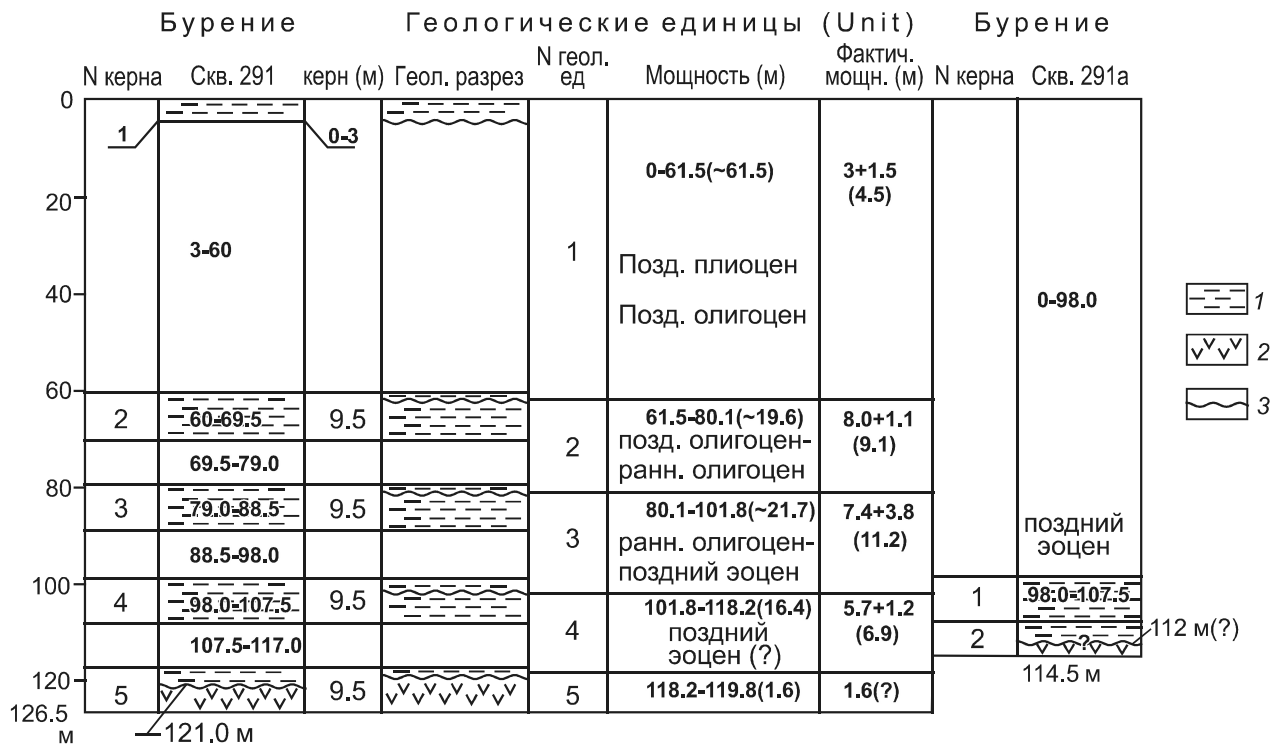 Бурение Геологические единицы (Unit) Бурение
N керна Скв. 291 керн (м) Геол. разрез N геол. ед Мощность (м) Фактич. мощн. (м) N керна Скв. 291а
0
1 0-3
0-61.5(~61.5) 3+1.5
(4.5)
20
3-60 1
Позд. плиоцен
40 0-98.0 1
Позд. олигоцен
2
60 3
2 60-69.5 9.5 61.5-80.1(~19.6) 8.0+1.1
позд. олигоцен- (9.1)
69.5-79.0 2 ранн. олигоцен
80
3 79.0-88.5 9.5 80.1-101.8(~21.7) 7.4+3.8
88.5-98.0 3 ранн. олигоцен- (11.2) поздний
поздний эоцен эоцен
100
4 98.0-107.5 9.5 101.8-118.2(16.4) 5.7+1.2 1 98.0-107.5
4 поздний (6.9)
107.5-117.0 эоцен (?) 2 ? 112 м(?)
114.5 м
120
5 9.5 5 118.2-119.8(1.6) 1.6(?)
126.5
м 121.0 м